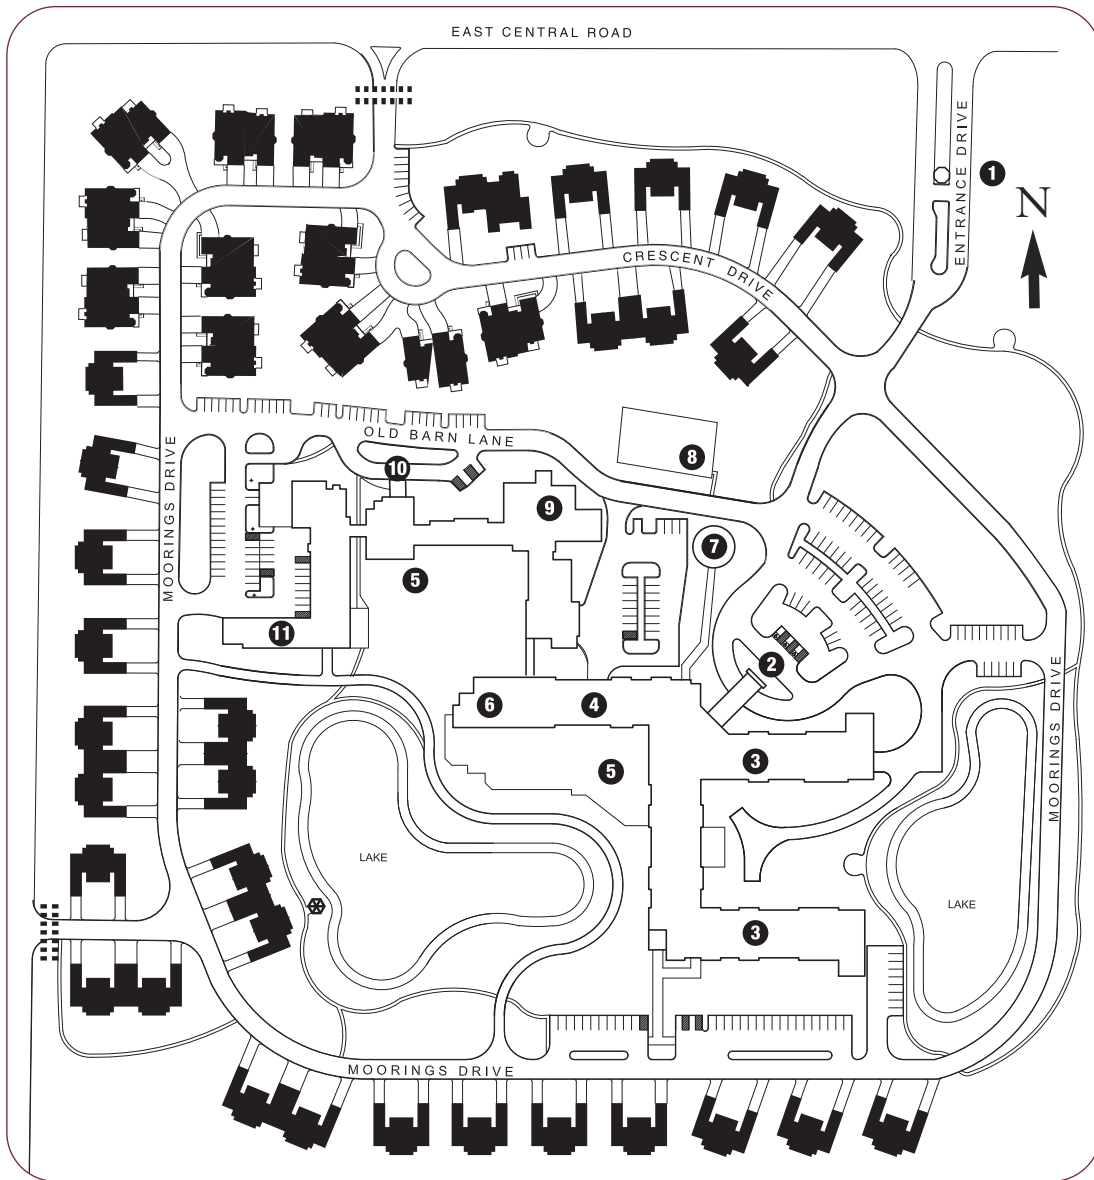 EAST CENTRAL ROAD
ENTRANCE DRIVE
1
N
CRESCENT DRIVE
OLD BARN LANE
8
10
9
MOORINGS DRIVE
7
5
11
2
6
4
MOORINGS DRIVE
3
5
LAKE
LAKE
3
MOORINGS DRIVE